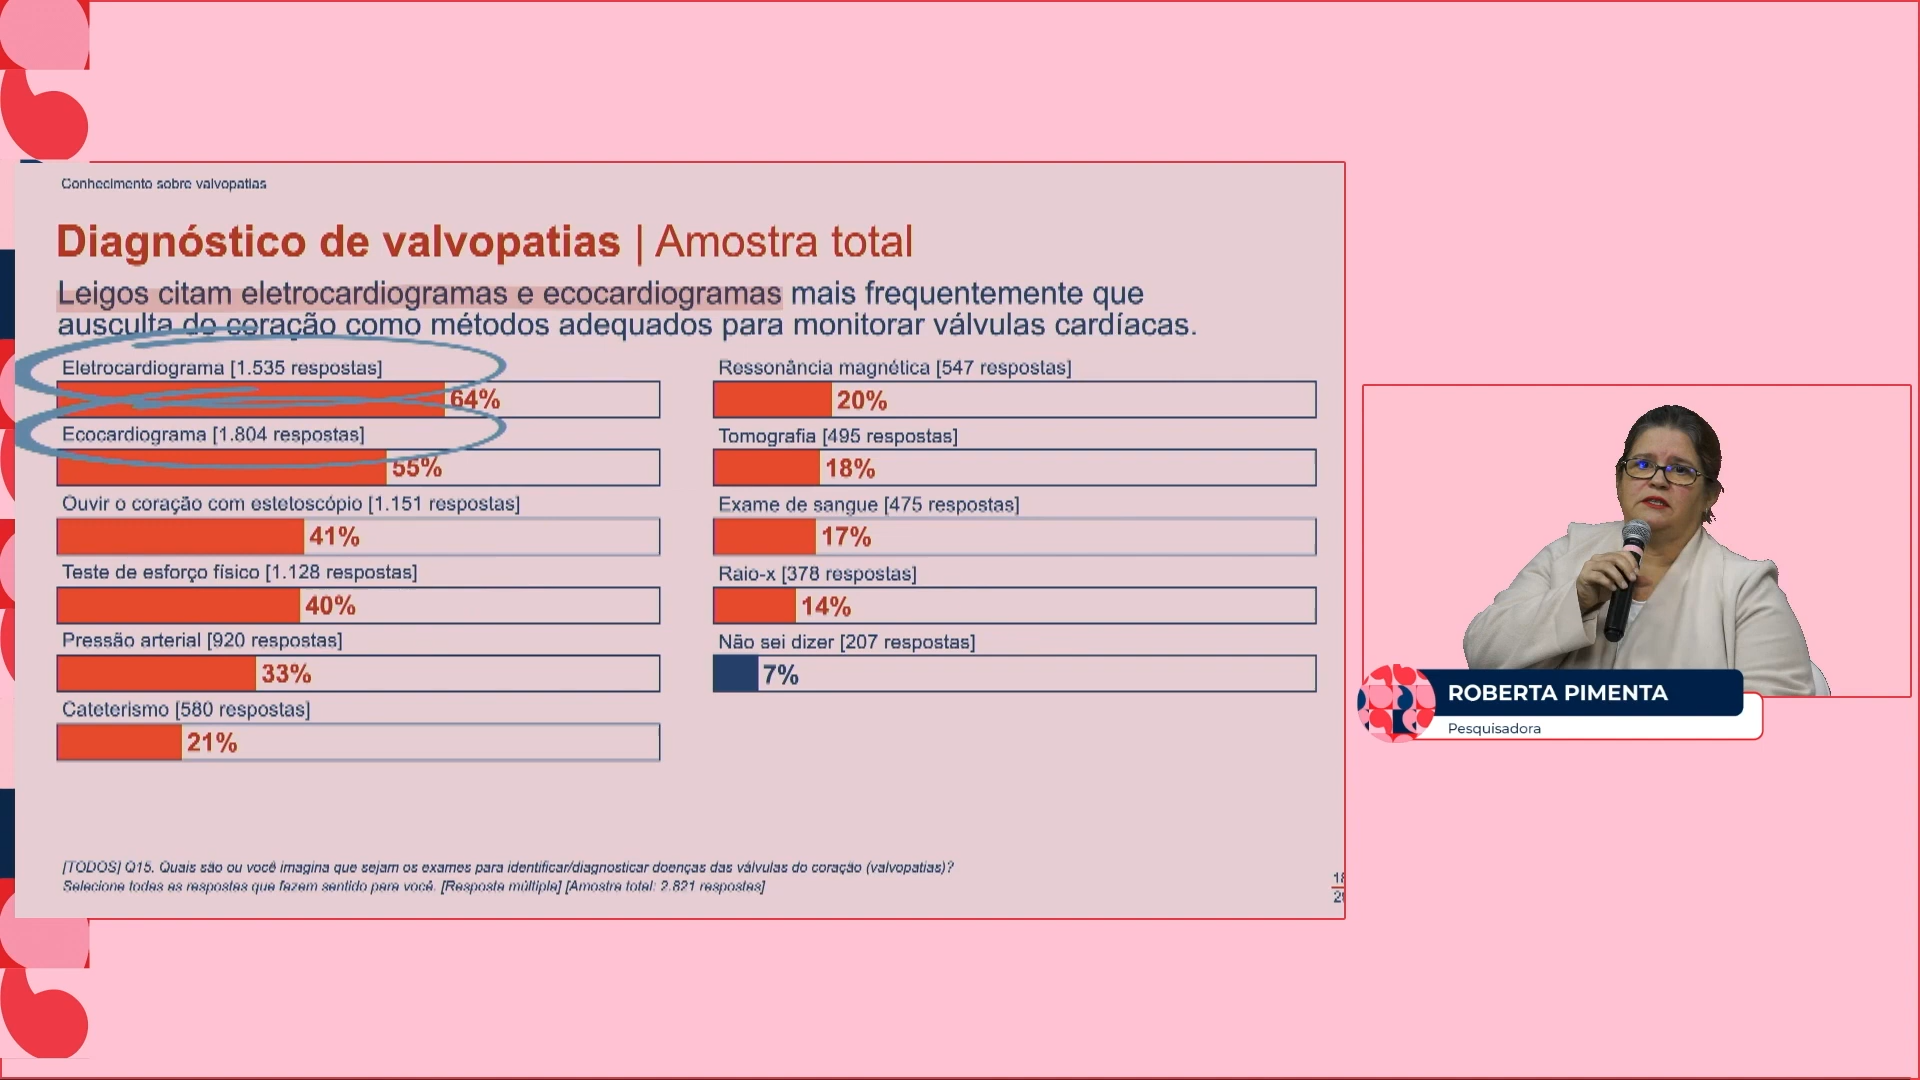 Conhecimento sobre valvopatias
Diagnóstico de valvopatias | Amostra total
Leigos citam eletrocardiogramas e ecocardiogramas mais frequentemente que
ausculta do coração como métodos adequados para monitorar válvulas cardíacas.
Eletrocardiograma [1.535 respostas]
64%
Ecocardiograma [1.804 respostas]
55%
Ouvir o coração com estetoscópio [1.151 respostas]
41%
Teste de esforço físico [1.128 respostas]
40%
Pressão arterial [920 respostas]
33%
Cateterismo [580 respostas]
21%
Ressonância magnética [547 respostas]
20%
Tomografia [495 respostas]
18%
Exame de sangue [475 respostas]
17%
Raio-x [378 respostas]
14%
Não sei dizer [207 respostas]
7%
[TODOS] Q15. Quais são ou você imagina que sejam os exames para identificar/diagnosticar doenças das válvulas do coração (valvopatias)?
Selecione todas as respostas que fazem sentido para você. [Resposta múltipla] [Amostra total: 2.821 respostas]
ROBERTA PIMENTA
Pesquisadora